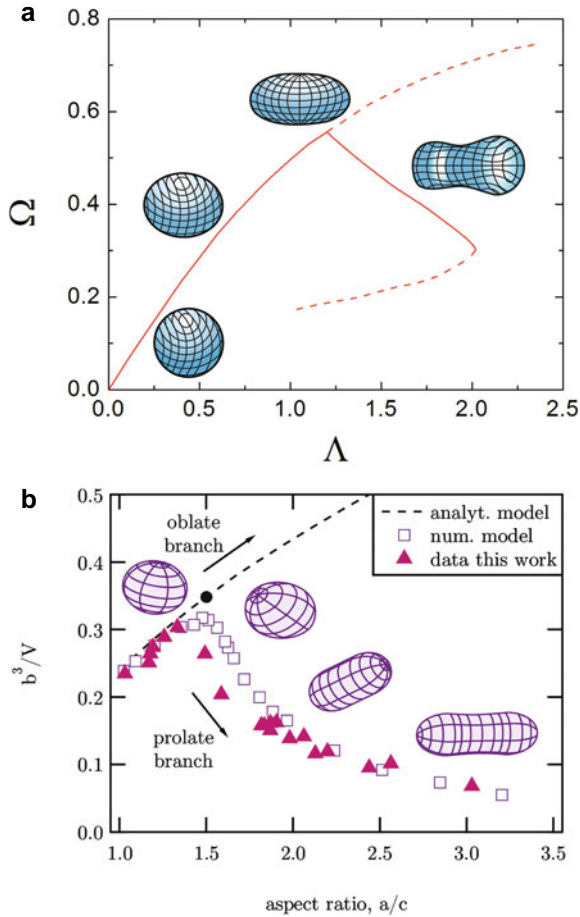 a
0.8
0.6
Ω
0.4
0.2
0.0
0.0 0.5 1.0 1.5 2.0 2.5
Λ
b
0.5
oblate
branch
analyt. model
num. model
data this work
0.4
0.3
b³/V
0.2
prolate
branch
0.1
0.0
1.0 1.5 2.0 2.5 3.0 3.5
aspect ratio, a/c